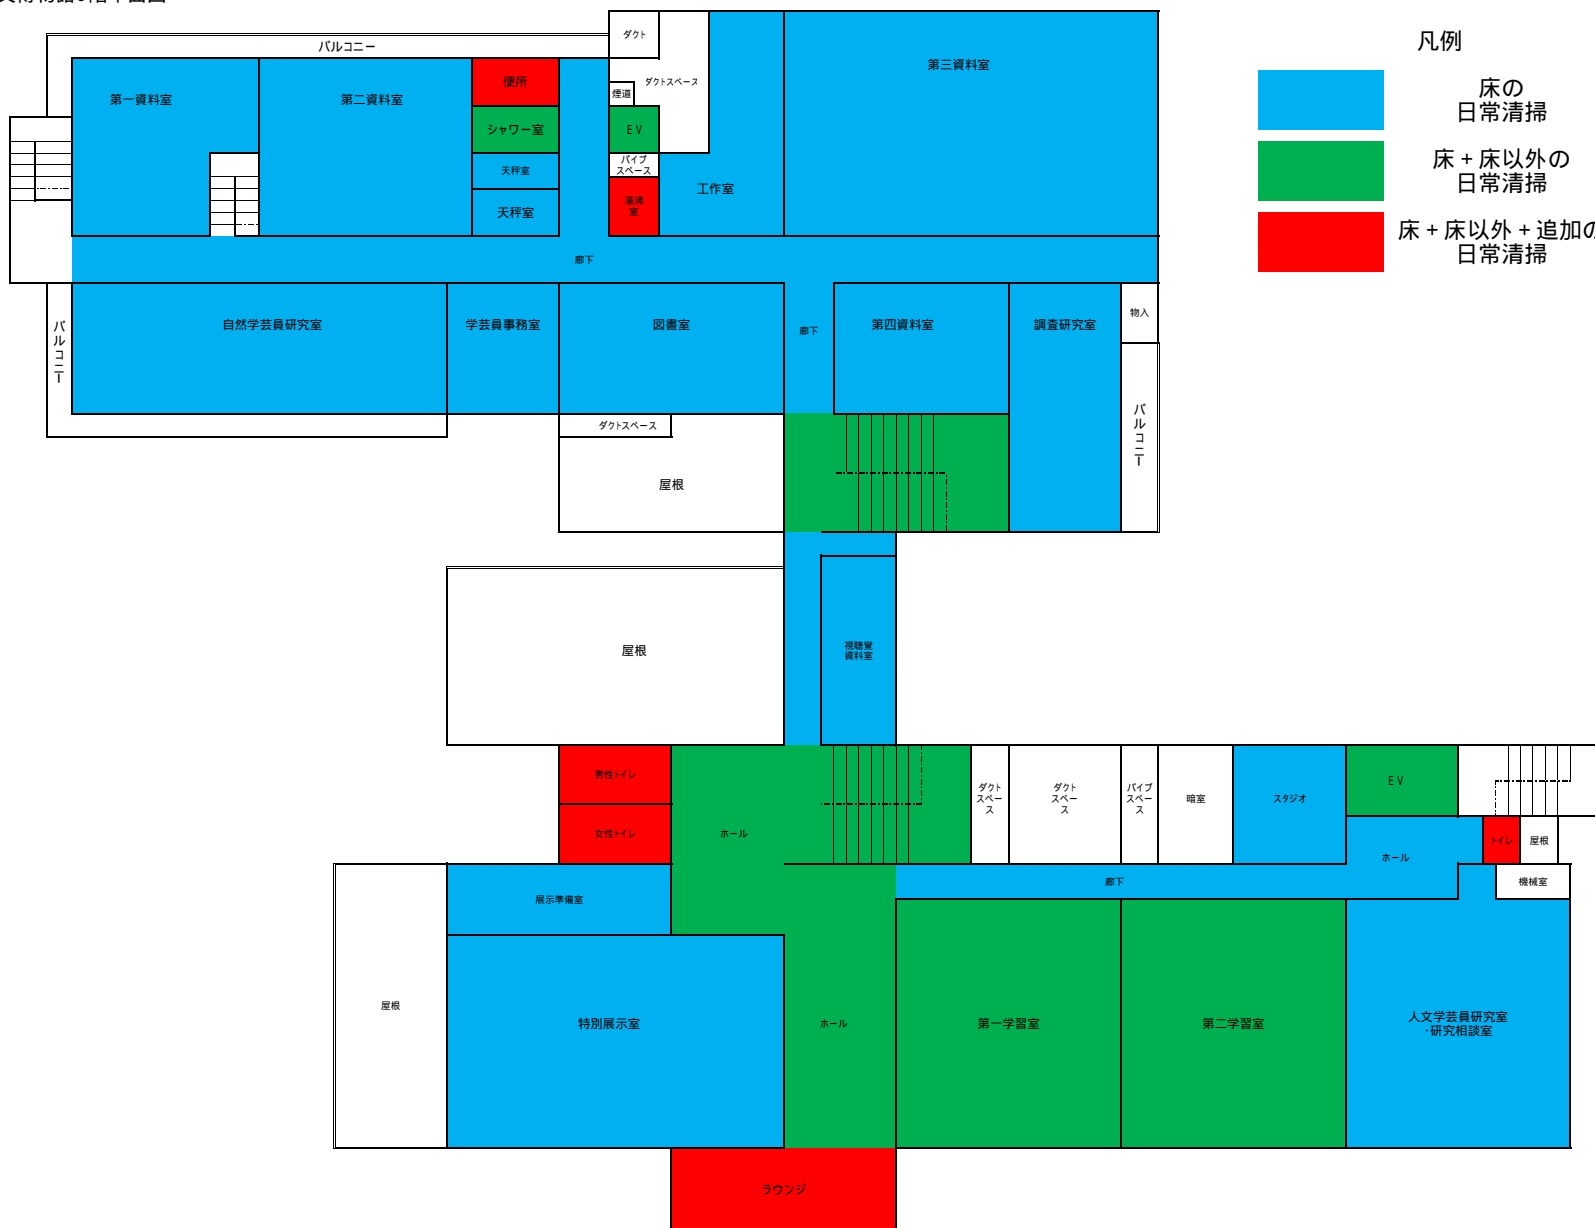 凡例
床の
日常清掃
床+床以外の
日常清掃
床+床以外+追加の
日常清掃
バルコニー
ダクト
ダクトスペース
煙道
第一資料室
第二資料室
便所
シャワー室
天秤室
天秤室
EV
パイプ
スペース
湯沸
室
工作室
第三資料室
廊下
バルコニー
自然学芸員研究室
学芸員事務室
図書室
廊下
第四資料室
調査研究室
物入
バルコニー
ダクトスペース
屋根
屋根
視聴覚
資料室
男性トイレ
女性トイレ
ホール
ダクト
スペー
ス
ダクト
スペー
ス
パイプ
スペー
ス
暗室
スタジオ
EV
ホール
トイレ
屋根
機械室
廊下
展示準備室
屋根
特別展示室
ホール
第一学習室
第二学習室
人文学芸員研究室
・研究相談室
ラウンジ